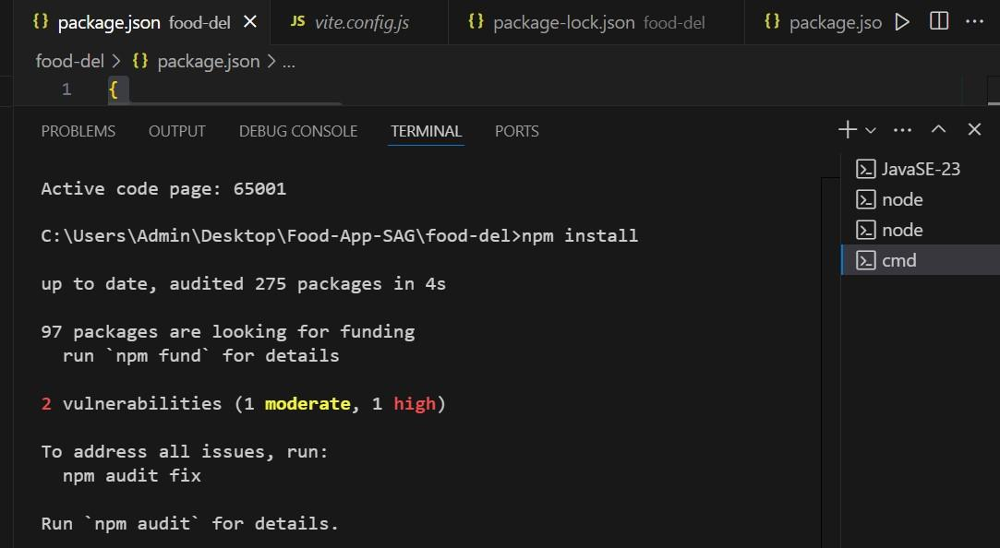 {} package.json food-del × JS vite.config.js {} package-lock.json food-del {} package.jso
food-del > {} package.json > ...
1 {
PROBLEMS OUTPUT DEBUG CONSOLE TERMINAL PORTS
Active code page: 65001
C:\Users\Admin\Desktop\Food-App-SAG\food-del>npm install
up to date, audited 275 packages in 4s
97 packages are looking for funding
run `npm fund` for details
2 vulnerabilities (1 moderate, 1 high)
To address all issues, run:
npm audit fix
Run `npm audit` for details.
JavaSE-23
node
node
cmd